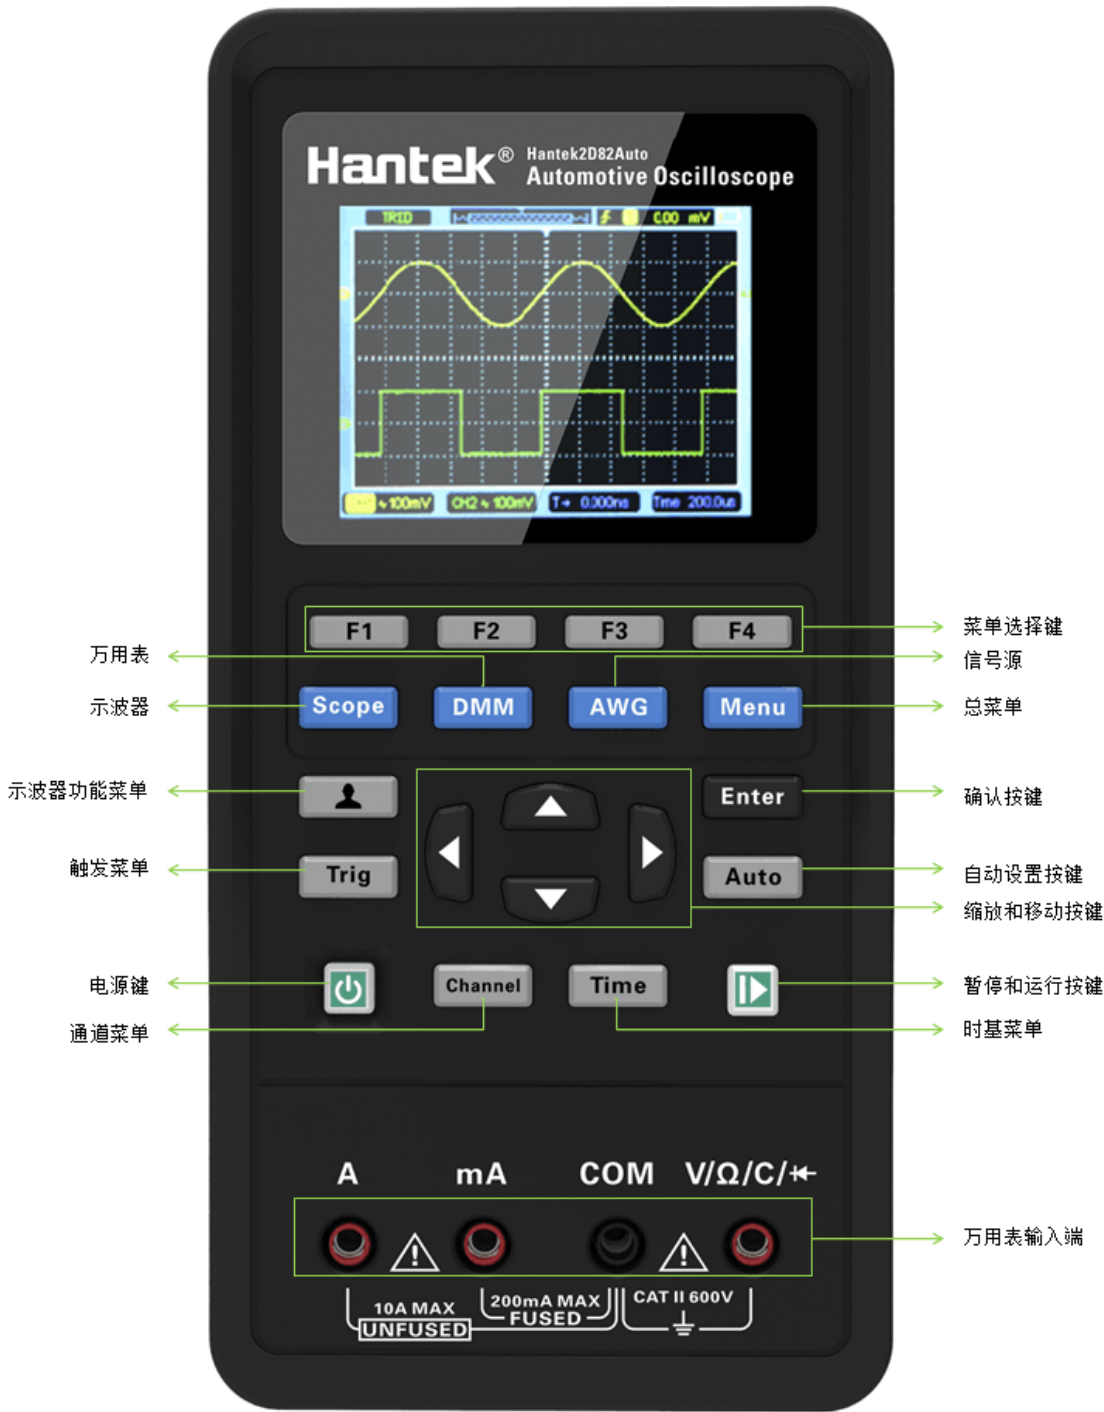 Hantek®
Hantek2D82Auto
Automotive Oscilloscope
TRIG
0.00 mV
100mV
CH2 100mV
T→ 0.000ns
Time 200.0us
F1
F2
F3
F4
菜单选择键
万用表
信号源
示波器
Scope
DMM
AWG
Menu
总菜单
示波器功能菜单
Enter
确认按键
触发菜单
Trig
Auto
自动设置按键
缩放和移动按键
电源键
Channel
Time
暂停和运行按键
通道菜单
时基菜单
A
mA
COM
V/Ω/C/
万用表输入端
10A MAX
UNFUSED
200mA MAX
FUSED
CAT II 600V